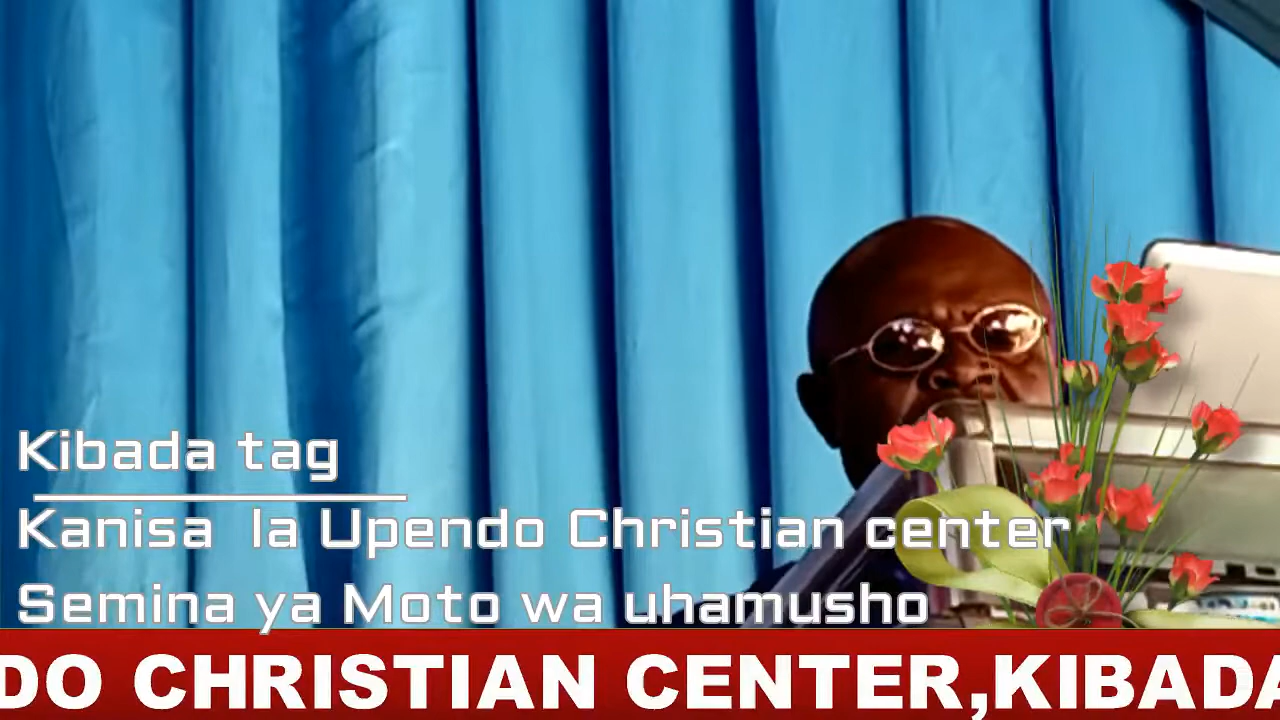 Kibada tag
Kanisa la Upendo Christian center
Semina ya Moto wa uhamusho
DO CHRISTIAN CENTER,KIBADA